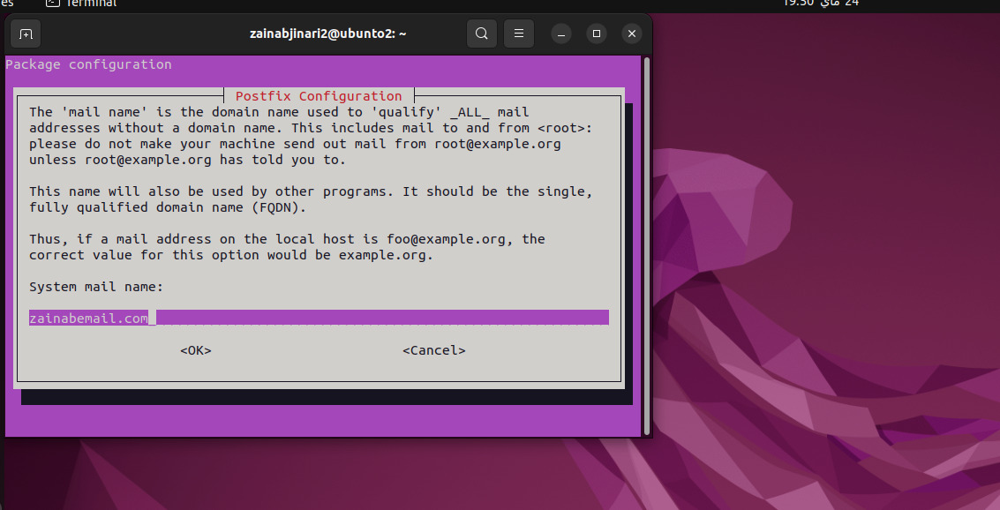 es Terminal 24 ماي 19:30
zainabjinari2@ubunto2: ~
Package configuration
Postfix Configuration
The 'mail name' is the domain name used to 'qualify' _ALL_ mail
addresses without a domain name. This includes mail to and from <root>:
please do not make your machine send out mail from root@example.org
unless root@example.org has told you to.
This name will also be used by other programs. It should be the single,
fully qualified domain name (FQDN).
Thus, if a mail address on the local host is foo@example.org, the
correct value for this option would be example.org.
System mail name:
zainabemail.com_
<OK> <Cancel>